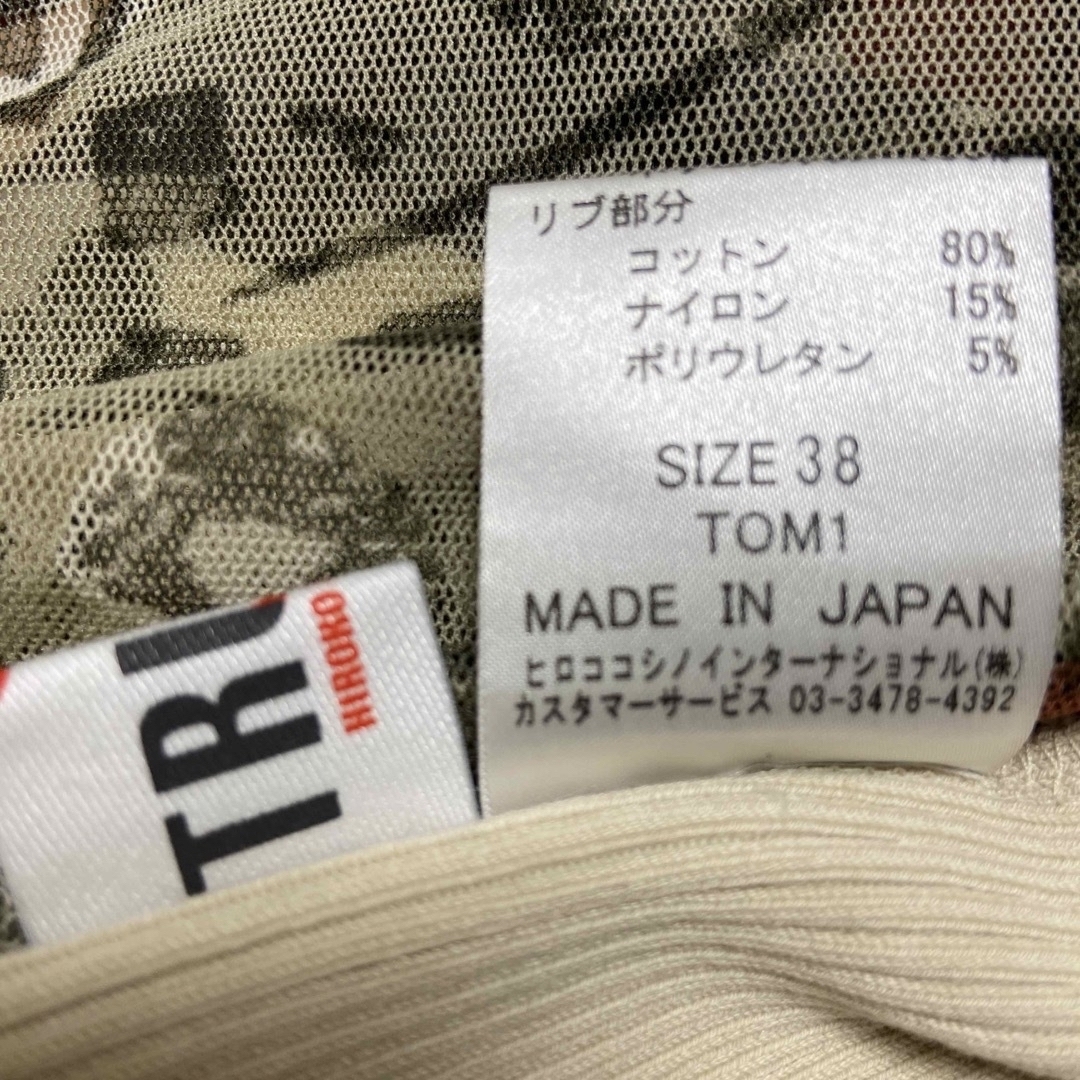 リブ部分
コットン 80%
ナイロン 15%
ポリウレタン 5%
SIZE 38
TOM1
MADE IN JAPAN
ヒロココシノインターナショナル(株)
カスタマーサービス 03-3478-4392